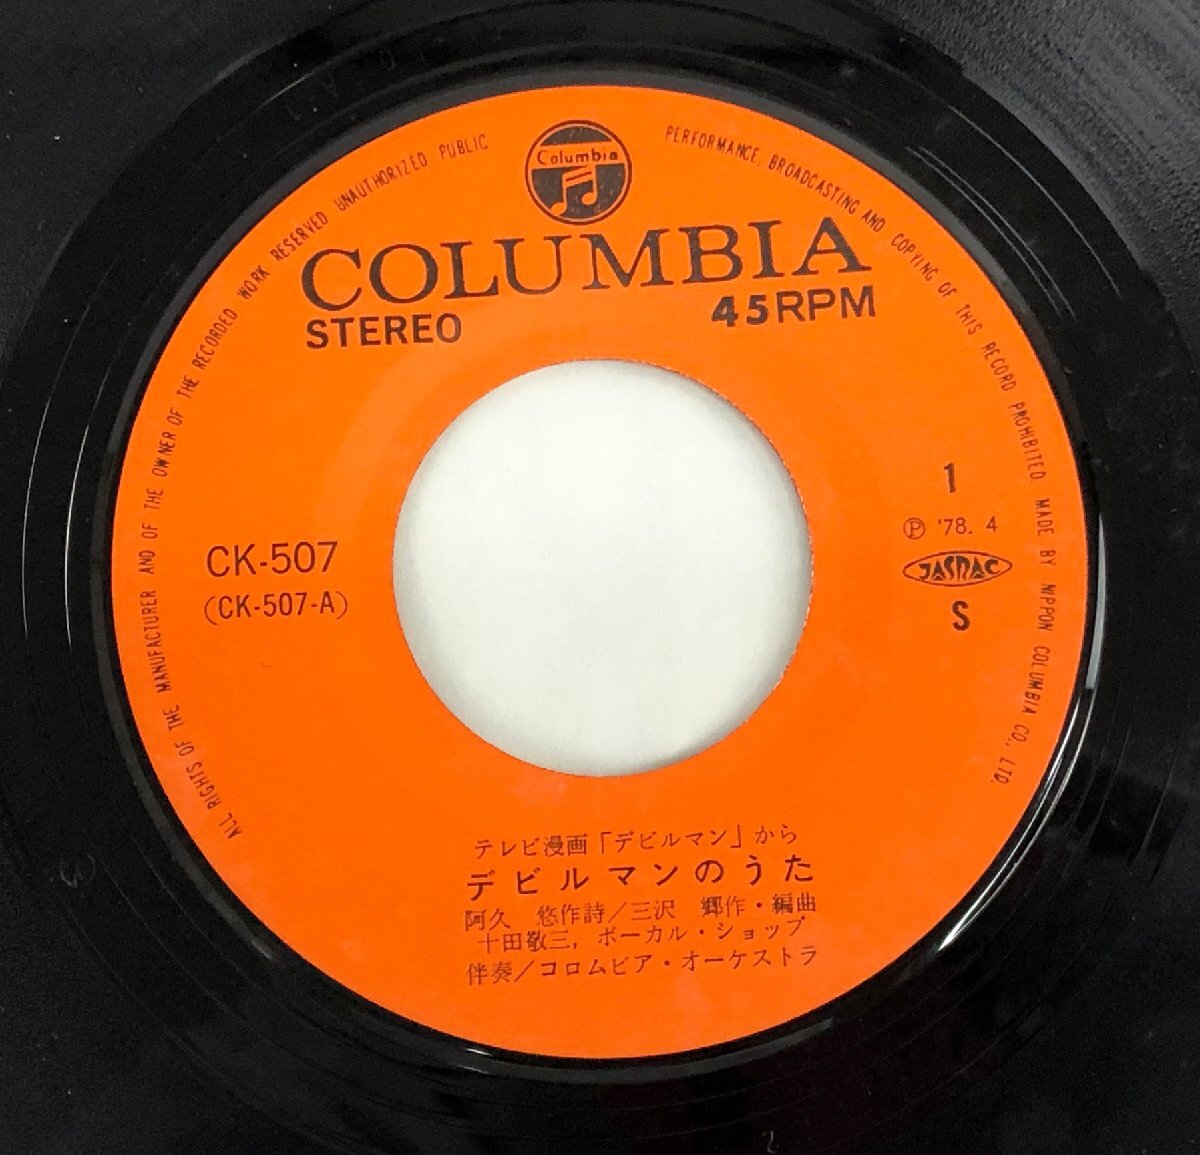 ALL RIGHTS OF THE MANUFACTURER AND OF THE OWNER OF THE RECORDED WORK RESERVED UNAUTHORIZED PUBLIC PERFORMANCE, BROADCASTING AND COPYING OF THIS RECORD PROHIBITED. MADE BY NIPPON COLUMBIA CO., LTD.
Columbia
COLUMBIA
STEREO 45RPM
1
Ⓟ '78. 4
JASRAC
S
CK-507
(CK-507-A)
テレビ漫画「デビルマン」から
デビルマンのうた
阿久 悠作詩/三沢 郷作・編曲
十田敬三, ボーカル・ショップ
伴奏/コロムビア・オーケストラ